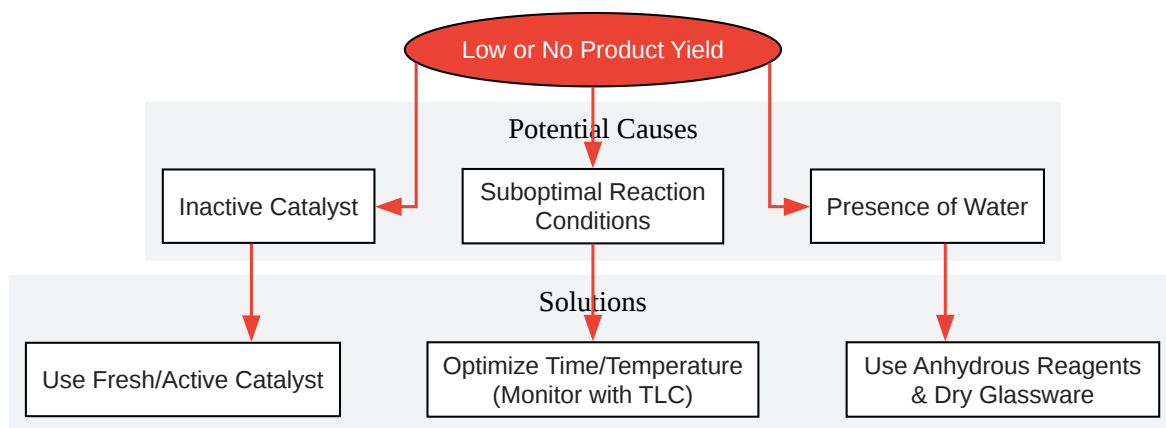 Low or No Product Yield
Potential Causes
Inactive Catalyst
Suboptimal Reaction
Conditions
Presence of Water
Solutions
Use Fresh/Active Catalyst
Optimize Time/Temperature
(Monitor with TLC)
Use Anhydrous Reagents
& Dry Glassware